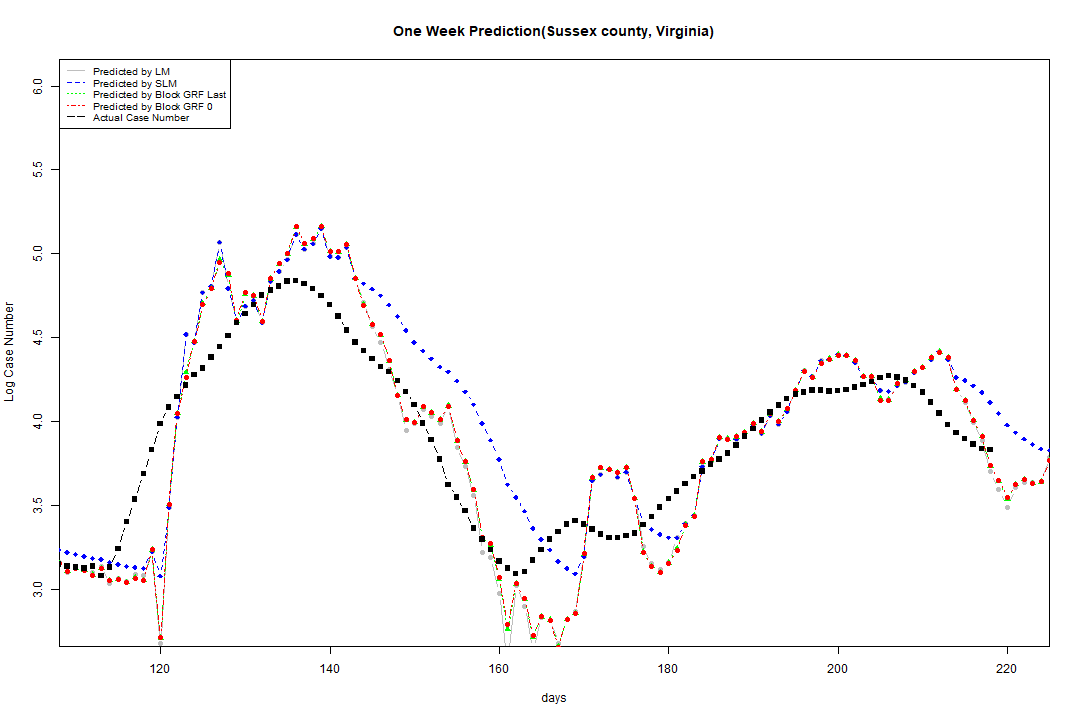 One Week Prediction(Sussex county, Virginia)
Predicted by LM
Predicted by SLM
Predicted by Block GRF Last
Predicted by Block GRF 0
Actual Case Number
6.0
5.5
5.0
4.5
4.0
3.5
3.0
Log Case Number
120 140 160 180 200 220
days